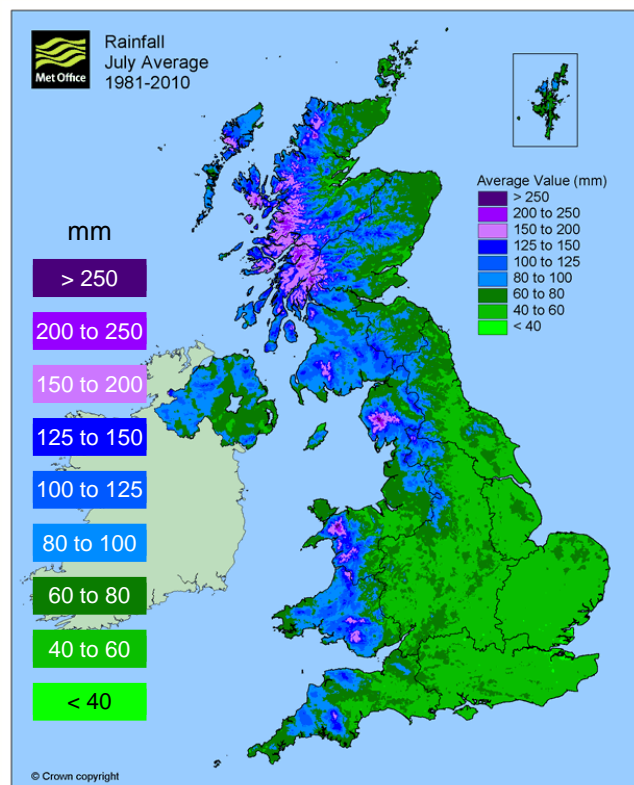 Rainfall
July Average
1981-2010
Met Office
Average Value (mm)
> 250
200 to 250
150 to 200
125 to 150
100 to 125
80 to 100
60 to 80
40 to 60
< 40
mm
> 250
200 to 250
150 to 200
125 to 150
100 to 125
80 to 100
60 to 80
40 to 60
< 40
© Crown copyright